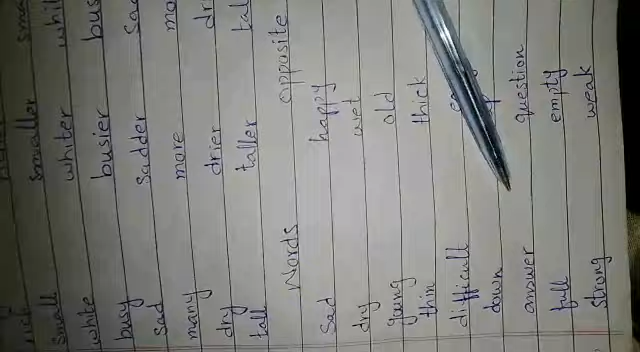 small smaller
white whiter
busy busier
sad sadder
many more
dry drier
tall taller
Words opposite
Sad happy
dry wet
young old
thin thick
difficult
down
answer question
full empty
strong weak